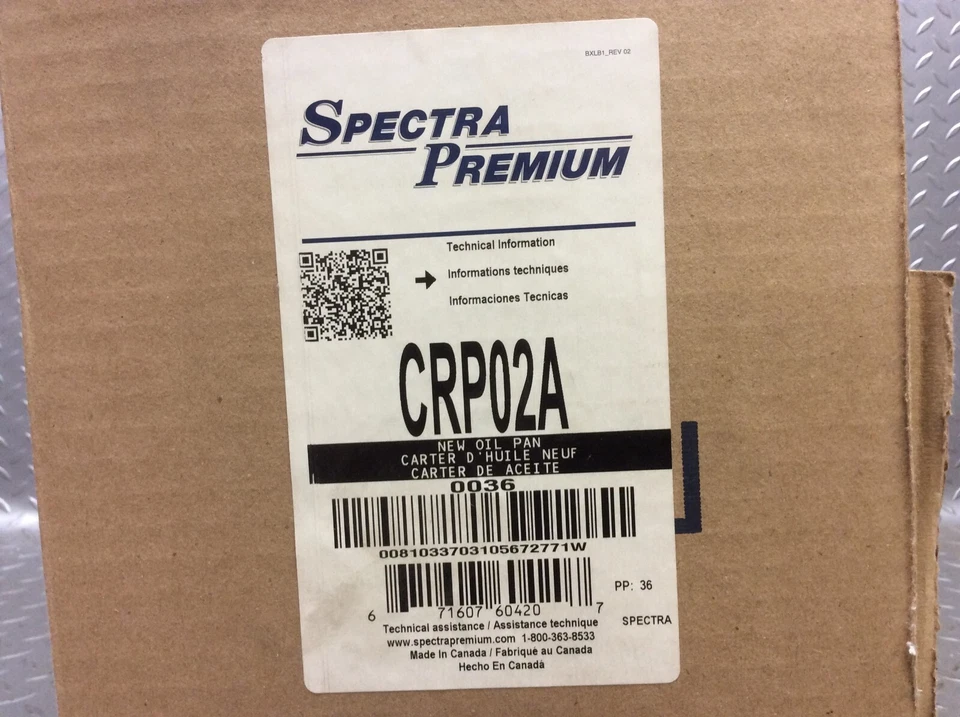 BXLB1_REV 02
SPECTRA
PREMIUM
Technical Information
Informations techniques
Informaciones Tecnicas
CRP02A
NEW OIL PAN
CARTER D'HUILE NEUF
CARTER DE ACEITE
0036
0081033703105672771W
PP: 36
6 71607 60420 7
SPECTRA
Technical assistance / Assistance technique
www.spectrapremium.com 1-800-363-8533
Made In Canada / Fabriqué au Canada
Hecho En Canadá